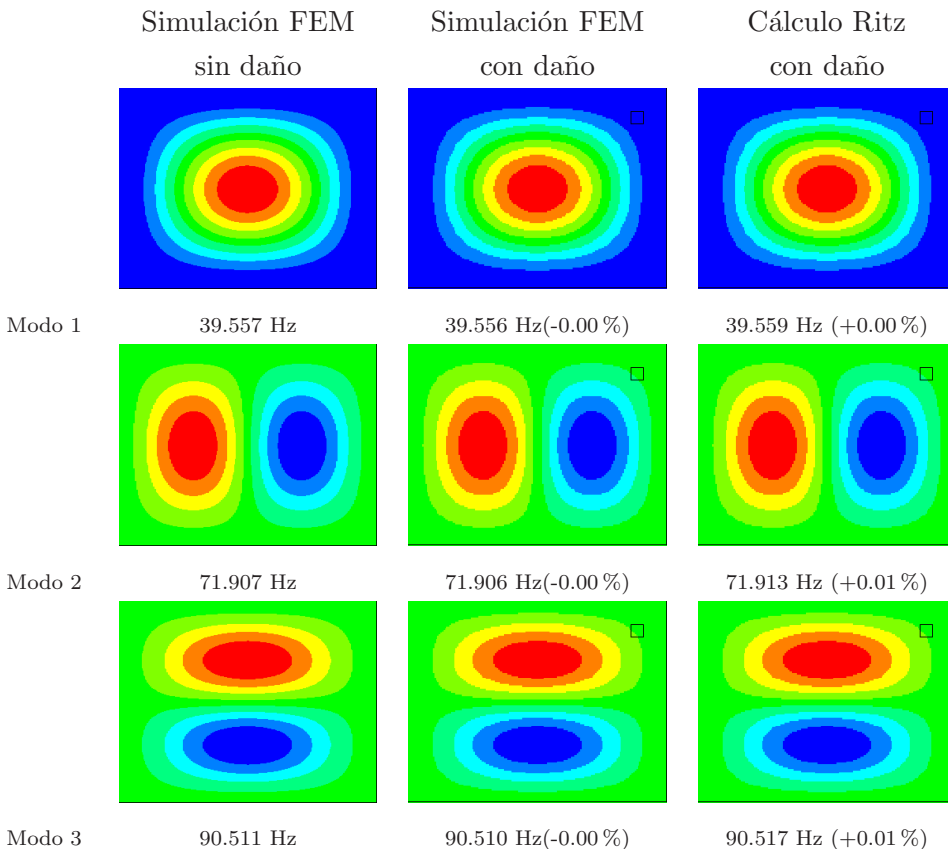 Simulación FEM Simulación FEM Cálculo Ritz
sin daño con daño con daño
Modo 1 39.557 Hz 39.556 Hz(-0.00 %) 39.559 Hz (+0.00 %)
Modo 2 71.907 Hz 71.906 Hz(-0.00 %) 71.913 Hz (+0.01 %)
Modo 3 90.511 Hz 90.510 Hz(-0.00 %) 90.517 Hz (+0.01 %)